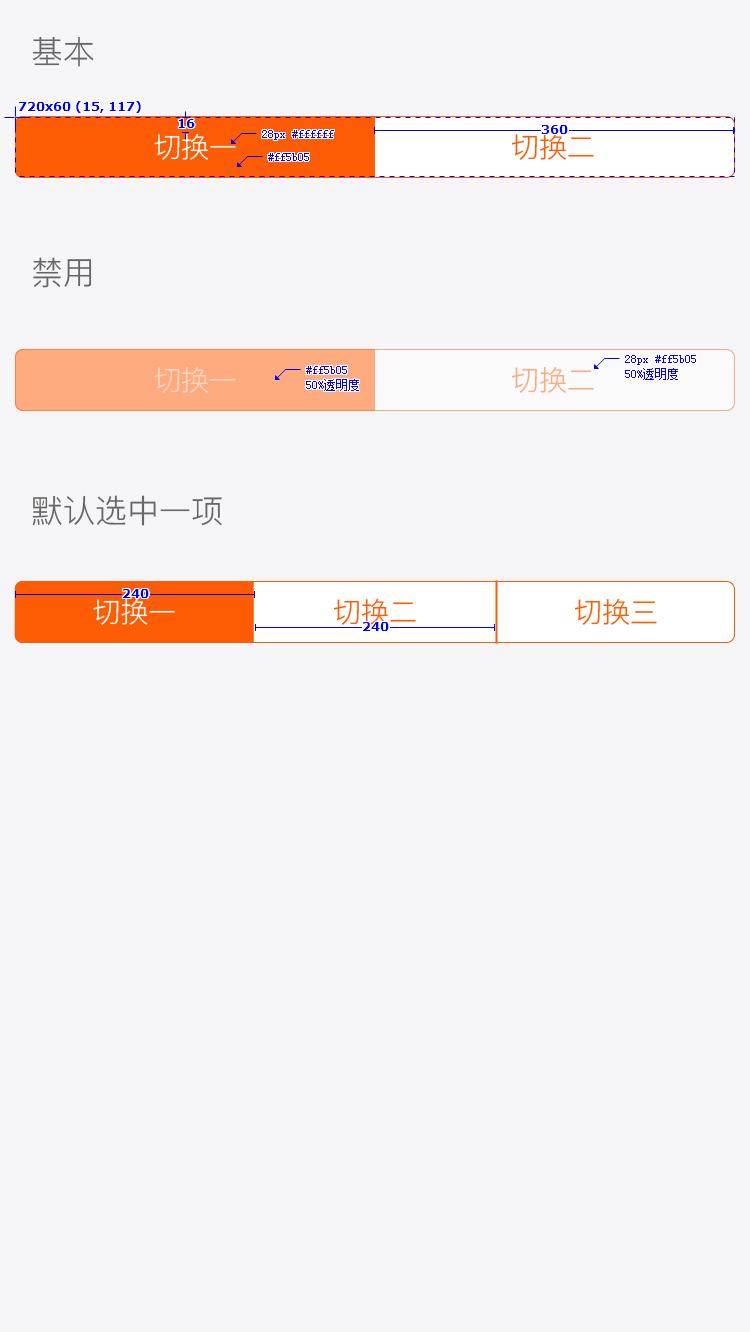 基本
720x60 (15, 117)
16
28px #ffffff
360
切换一
切换二
#ff5b05
禁用
28px #ff5b05
#ff5b05
50%透明度
50%透明度
切换一
切换二
默认选中一项
240
切换一
切换二
切换三
240